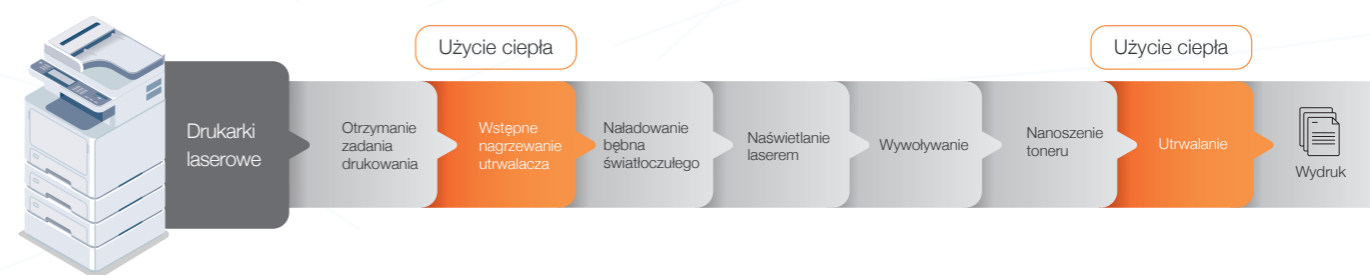 Użycie ciepła
Użycie ciepła
Drukarki
laserowe
Otrzymanie
zadania
drukowania
Wstępne
nagrzewanie
utrwalacza
Naładowanie
bębna
światłoczułego
Naświetlanie
laserem
Wywoływanie
Nanoszenie
toneru
Utrwalanie
Wydruk